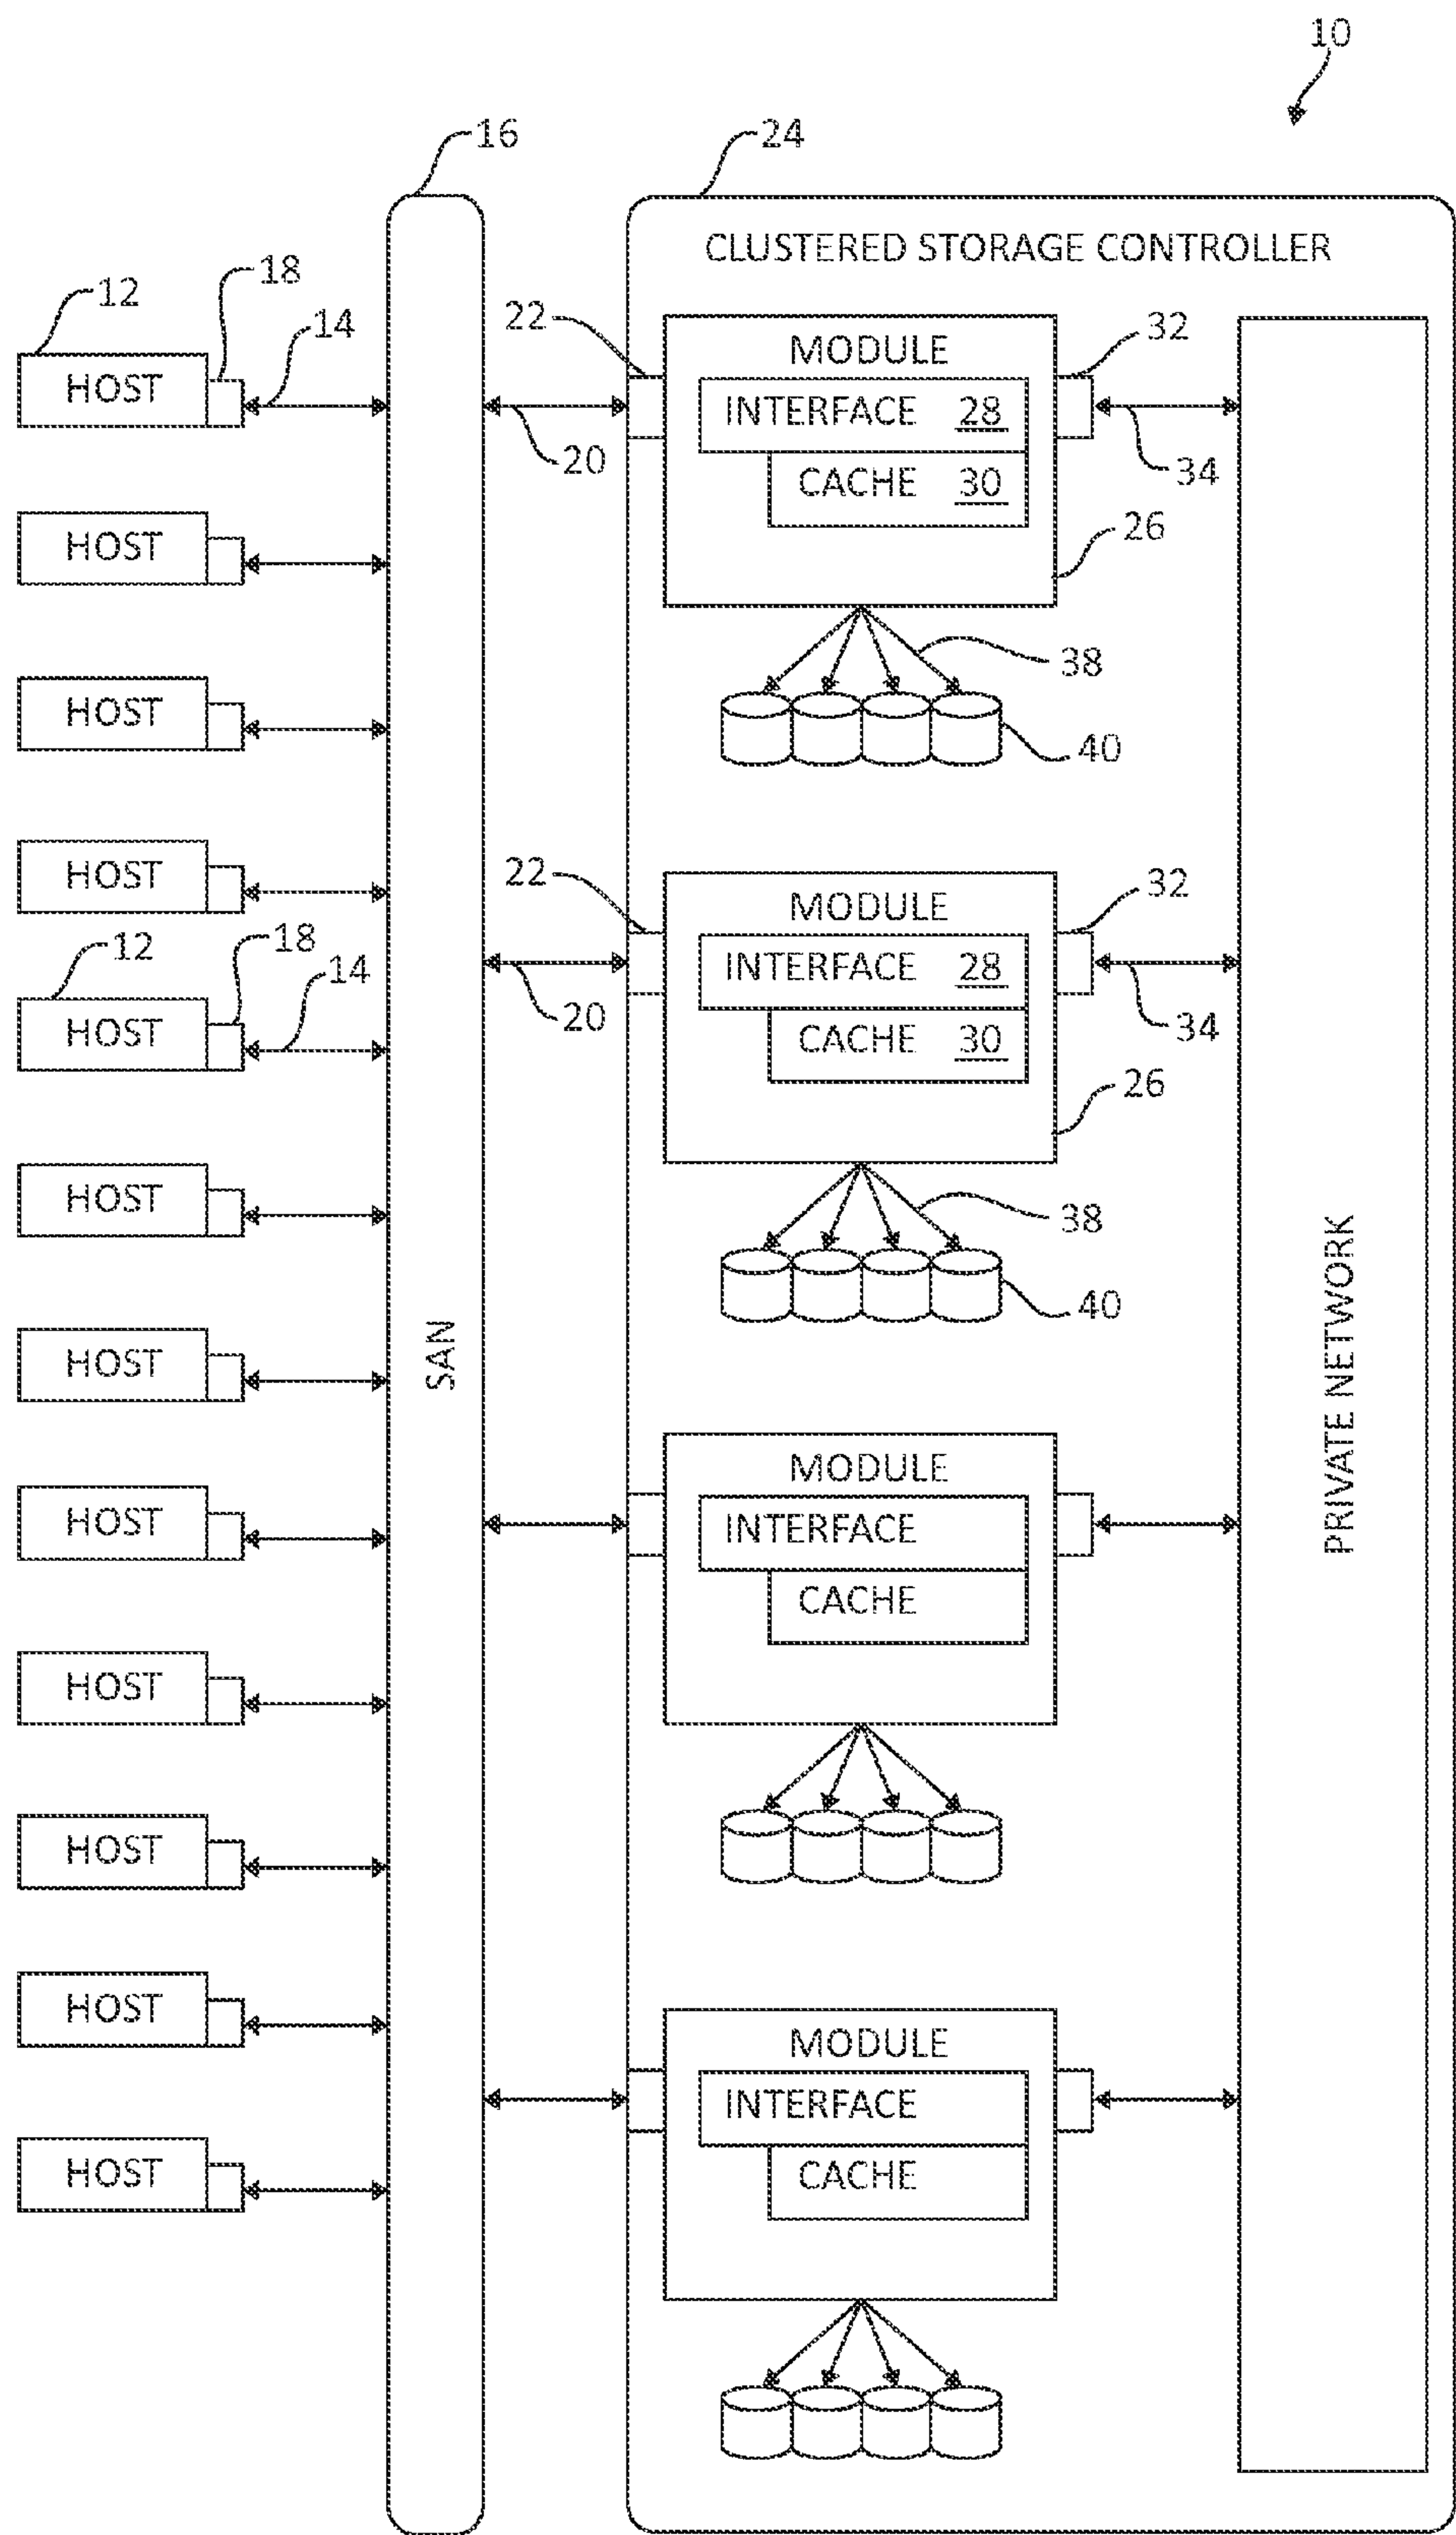 10
16
24
CLUSTERED STORAGE CONTROLLER
12
18
14
HOST
22
MODULE
32
INTERFACE 28
20
CACHE 30
34
26
HOST
38
HOST
40
HOST
22
MODULE
32
12
18
14
HOST
INTERFACE 28
20
CACHE 30
34
26
HOST
38
40
HOST
SAN
PRIVATE NETWORK
MODULE
HOST
INTERFACE
CACHE
HOST
HOST
HOST
MODULE
INTERFACE
HOST
CACHE